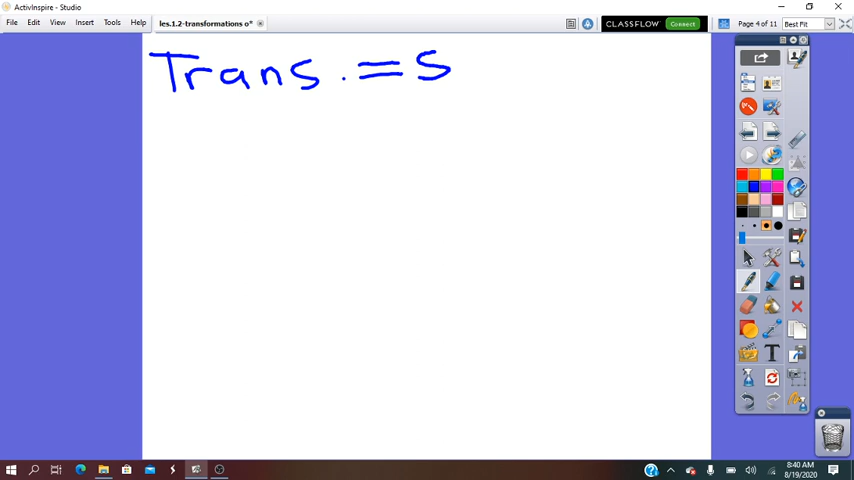 ActivInspire - Studio
File Edit View Insert Tools Help les.1.2-transformations o* CLASSFLOW Connect Page 4 of 11 Best Fit
Trans. = S
T
8:40 AM
8/19/2020